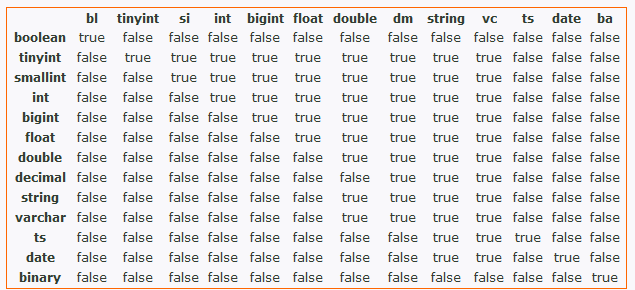 bl tinyint si int bigint float double dm string vc ts date ba
boolean true false false false false false false false false false false false false
tinyint false true true true true true true true true true false false false
smallint false false true true true true true true true true false false false
int false false false true true true true true true true false false false
bigint false false false false true true true true true true false false false
float false false false false false true true true true true false false false
double false false false false false false true true true true false false false
decimal false false false false false false false true true true false false false
string false false false false false false true true true true false false false
varchar false false false false false false true true true true false false false
ts false false false false false false false false true true true false false
date false false false false false false false false true true false true false
binary false false false false false false false false false false false false true